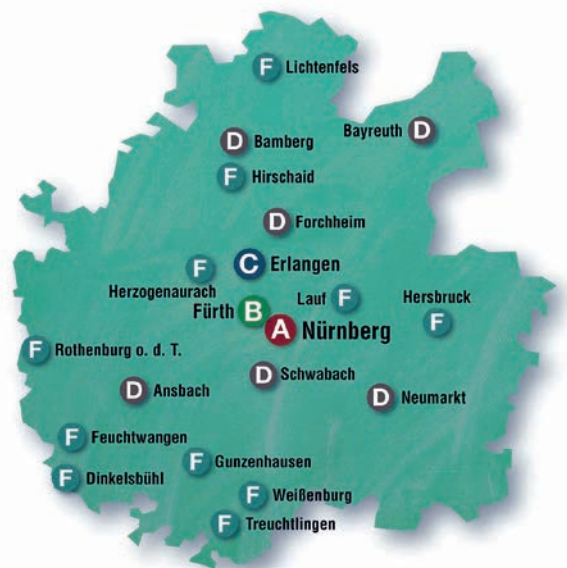 F Lichtenfels
D Bamberg
Bayreuth D
F Hirschaid
D Forchheim
C Erlangen
F
Herzogenaurach
Lauf F
Hersbruck
F
Fürth B
A Nürnberg
F Rothenburg o. d. T.
D Schwabach
D Ansbach
D Neumarkt
F Feuchtwangen
F Gunzenhausen
F Dinkelsbühl
F Weißenburg
F Treuchtlingen